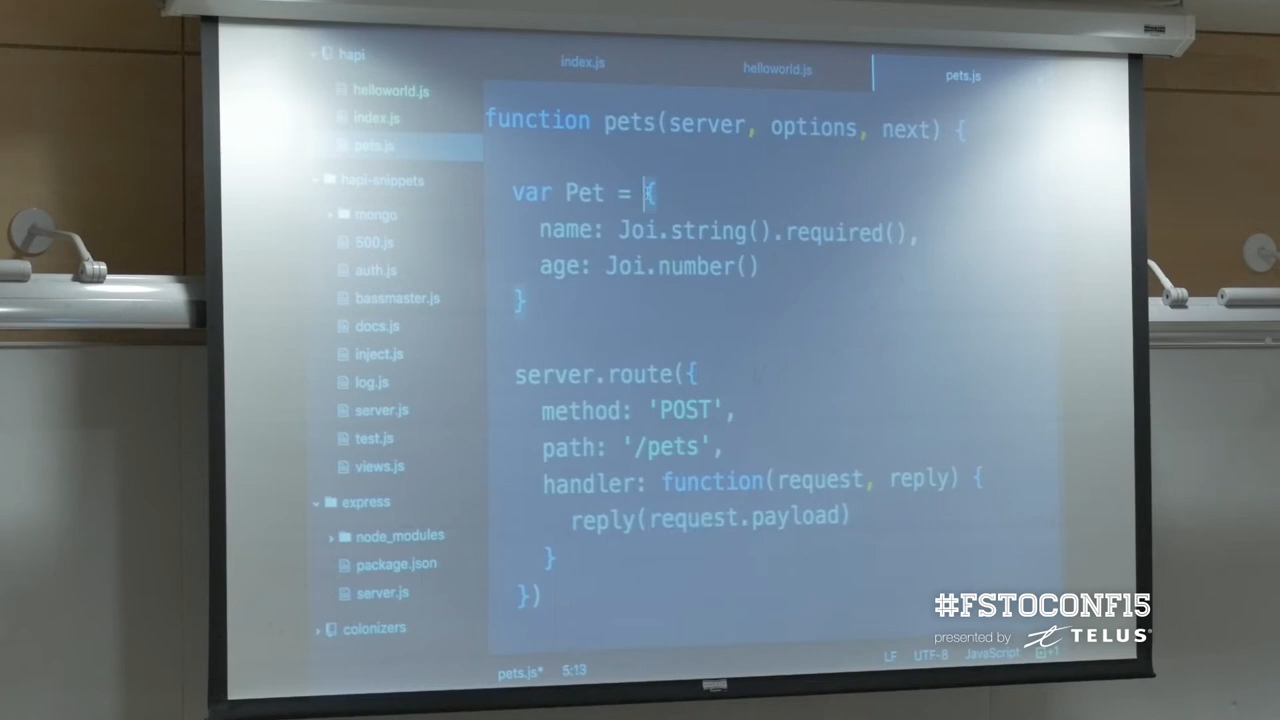 hapi
helloworld.js
index.js
pets.js
hapi-snippets
mongo
500.js
auth.js
bassmaster.js
docs.js
inject.js
log.js
server.js
test.js
views.js
express
node_modules
package.json
server.js
colonizers
index.js
helloworld.js
pets.js
function pets(server, options, next) {
var Pet = {
name: Joi.string().required(),
age: Joi.number()
}
server.route({
method: 'POST',
path: '/pets',
handler: function(request, reply) {
reply(request.payload)
}
})
pets.js* 5:13
LF UTF-8 JavaScript +1
#FSTOCONF15
presented by TELUS®